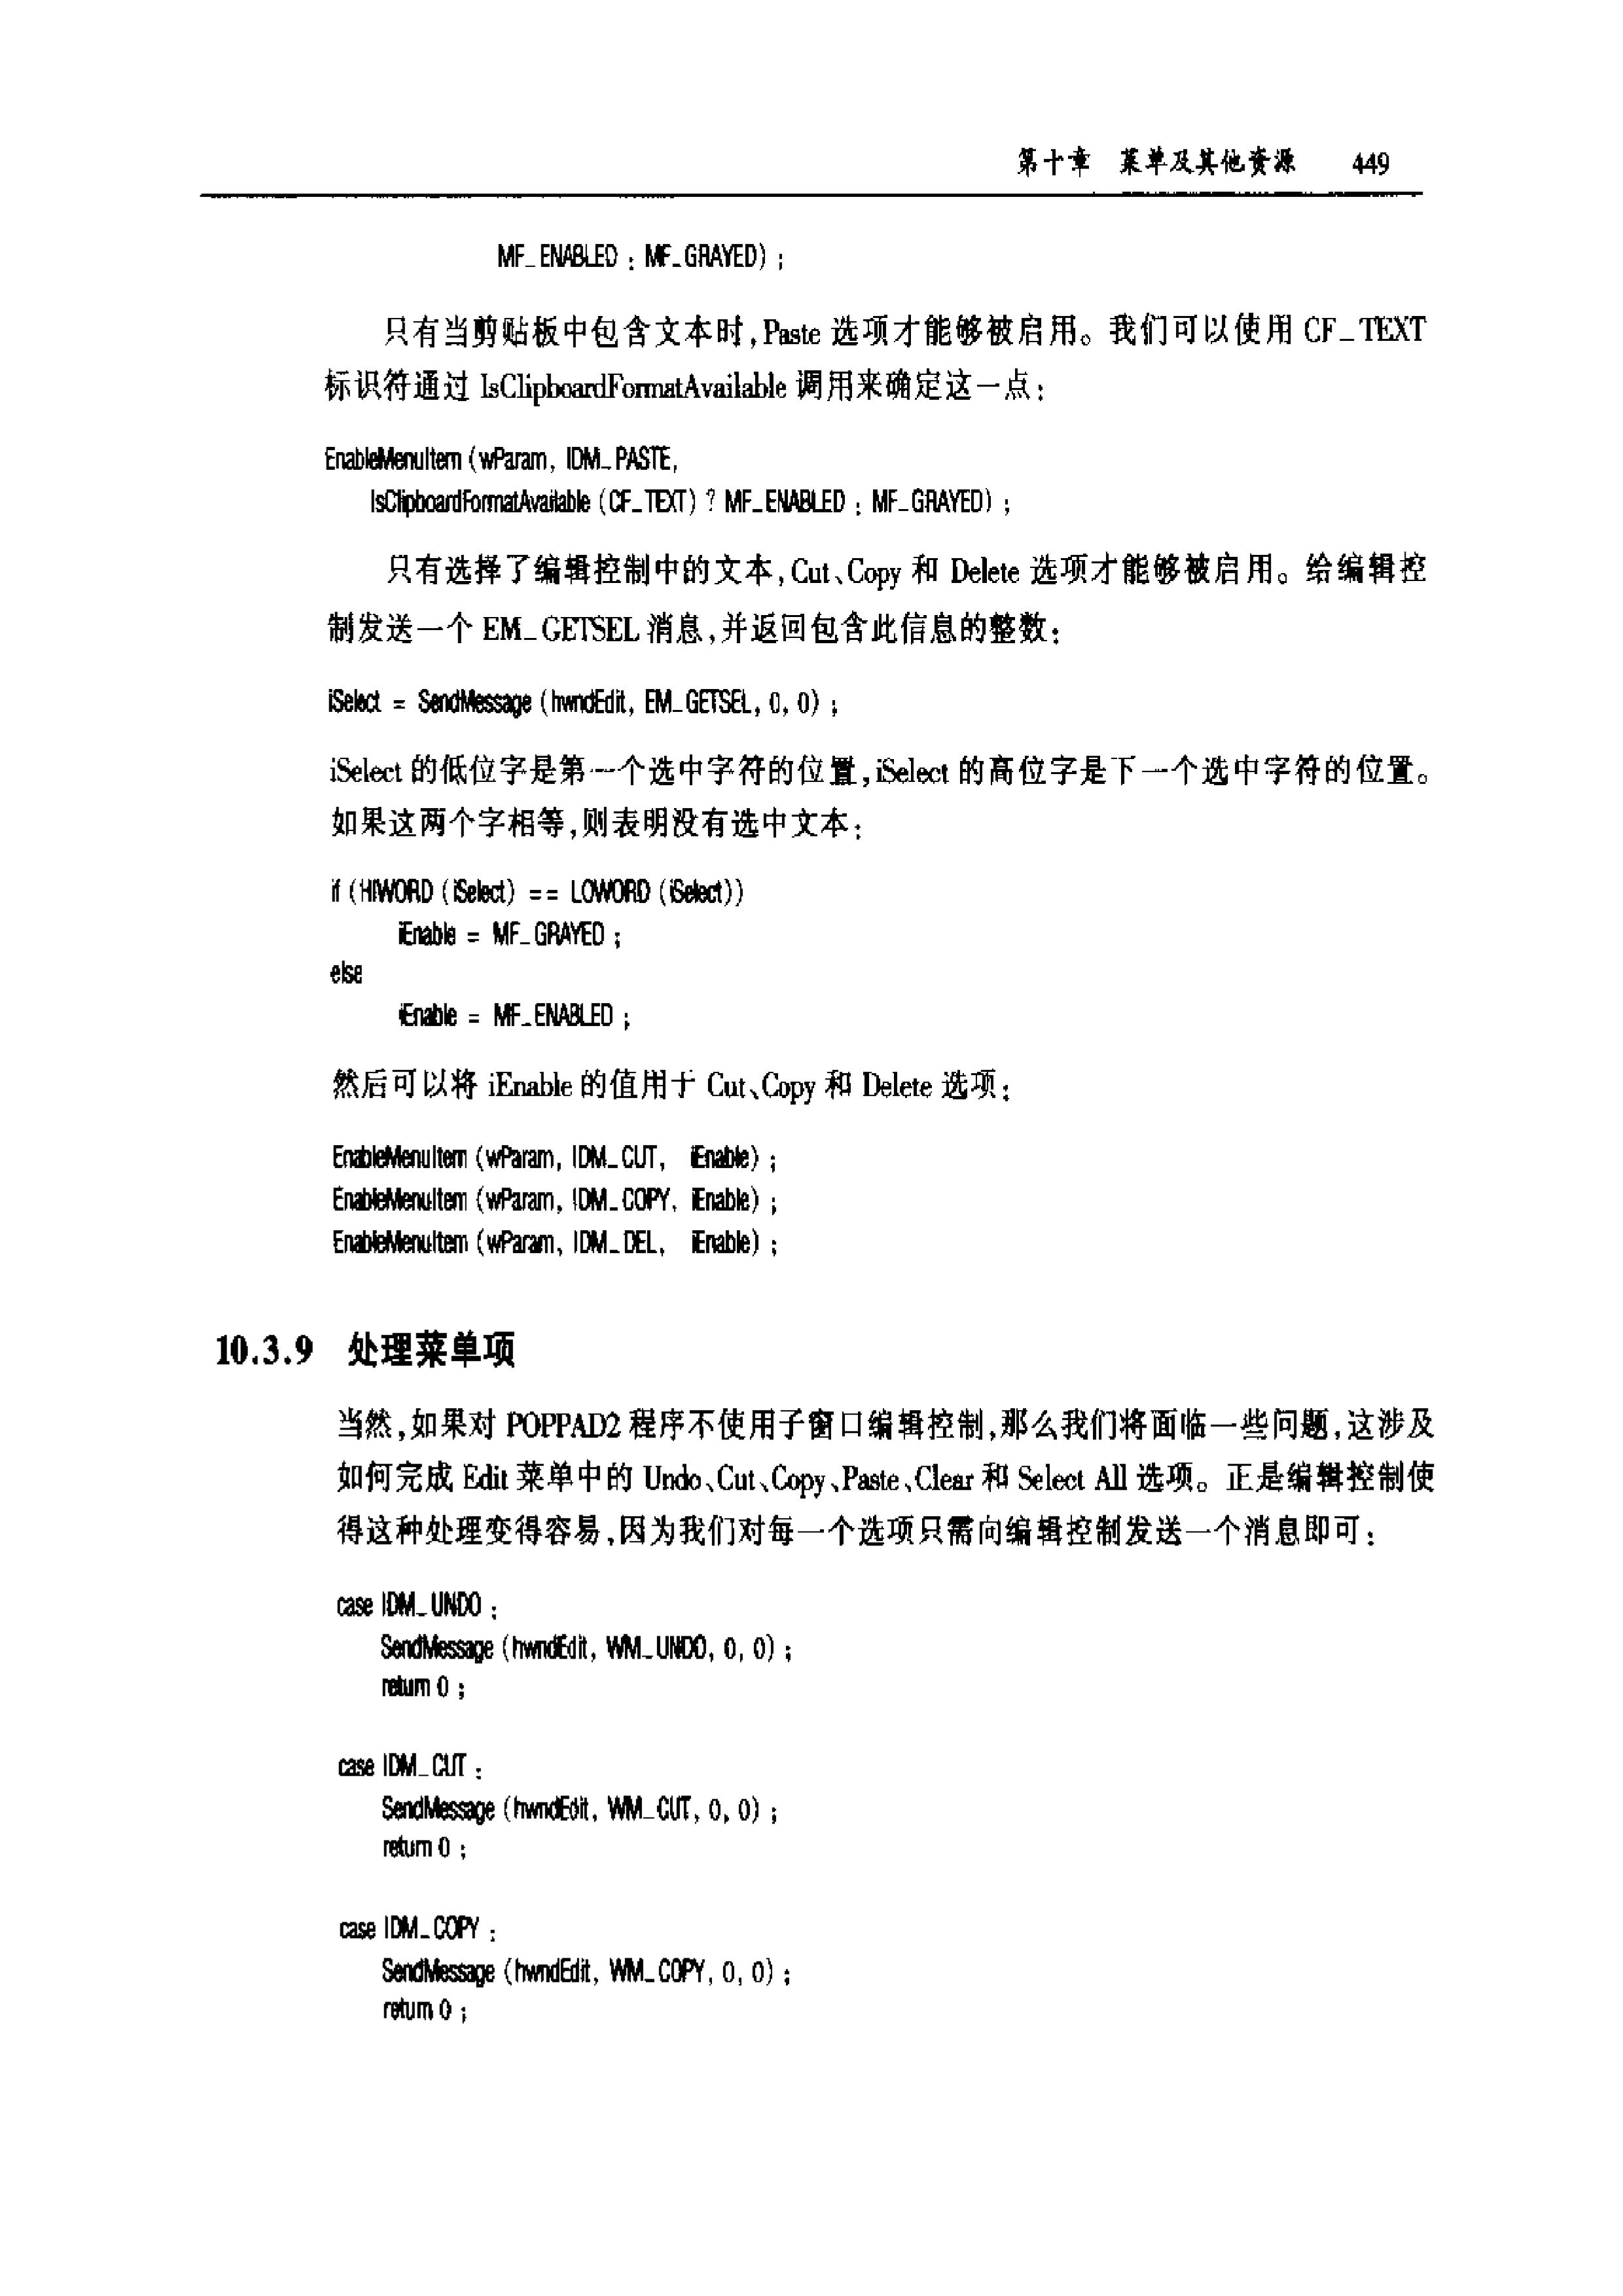 第十章 菜单及其他资源 449
MF_ENABLED : MF_GRAYED) ;
只有当剪贴板中包含文本时,Paste 选项才能够被启用。我们可以使用 CF_TEXT
标识符通过 IsClipboardFormatAvailable 调用来确定这一点:
EnableMenuItem (wParam, IDM_PASTE,
IsClipboardFormatAvailable (CF_TEXT) ? MF_ENABLED : MF_GRAYED) ;
只有选择了编辑控制中的文本,Cut、Copy 和 Delete 选项才能够被启用。给编辑控
制发送一个 EM_GETSEL 消息,并返回包含此信息的整数:
iSelect = SendMessage (hwndEdit, EM_GETSEL, 0, 0) ;
iSelect 的低位字是第一个选中字符的位置,iSelect 的高位字是下一个选中字符的位置。
如果这两个字相等,则表明没有选中文本:
if (HIWORD (iSelect) == LOWORD (iSelect))
iEnable = MF_GRAYED ;
else
iEnable = MF_ENABLED ;
然后可以将 iEnable 的值用于 Cut、Copy 和 Delete 选项:
EnableMenuItem (wParam, IDM_CUT, iEnable) ;
EnableMenuItem (wParam, IDM_COPY, iEnable) ;
EnableMenuItem (wParam, IDM_DEL, iEnable) ;
10.3.9 处理菜单项
当然,如果对 POPPAD2 程序不使用子窗口编辑控制,那么我们将面临一些问题,这涉及
如何完成 Edit 菜单中的 Undo、Cut、Copy、Paste、Clear 和 Select All 选项。正是编辑控制使
得这种处理变得容易,因为我们对每一个选项只需向编辑控制发送一个消息即可:
case IDM_UNDO :
SendMessage (hwndEdit, WM_UNDO, 0, 0) ;
return 0 ;
case IDM_CUT :
SendMessage (hwndEdit, WM_CUT, 0, 0) ;
return 0 ;
case IDM_COPY :
SendMessage (hwndEdit, WM_COPY, 0, 0) ;
return 0 ;